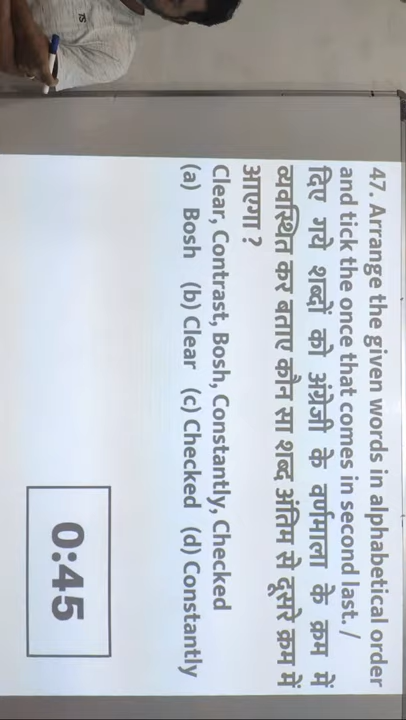 47. Arrange the given words in alphabetical order
and tick the once that comes in second last. /
दिए गये शब्दों को अंग्रेजी के वर्णमाला के क्रम में
व्यवस्थित कर बताए कौन सा शब्द अंतिम से दूसरे क्रम में
आएगा ?
Clear, Contrast, Bosh, Constantly, Checked
(a) Bosh (b) Clear (c) Checked (d) Constantly
0:45